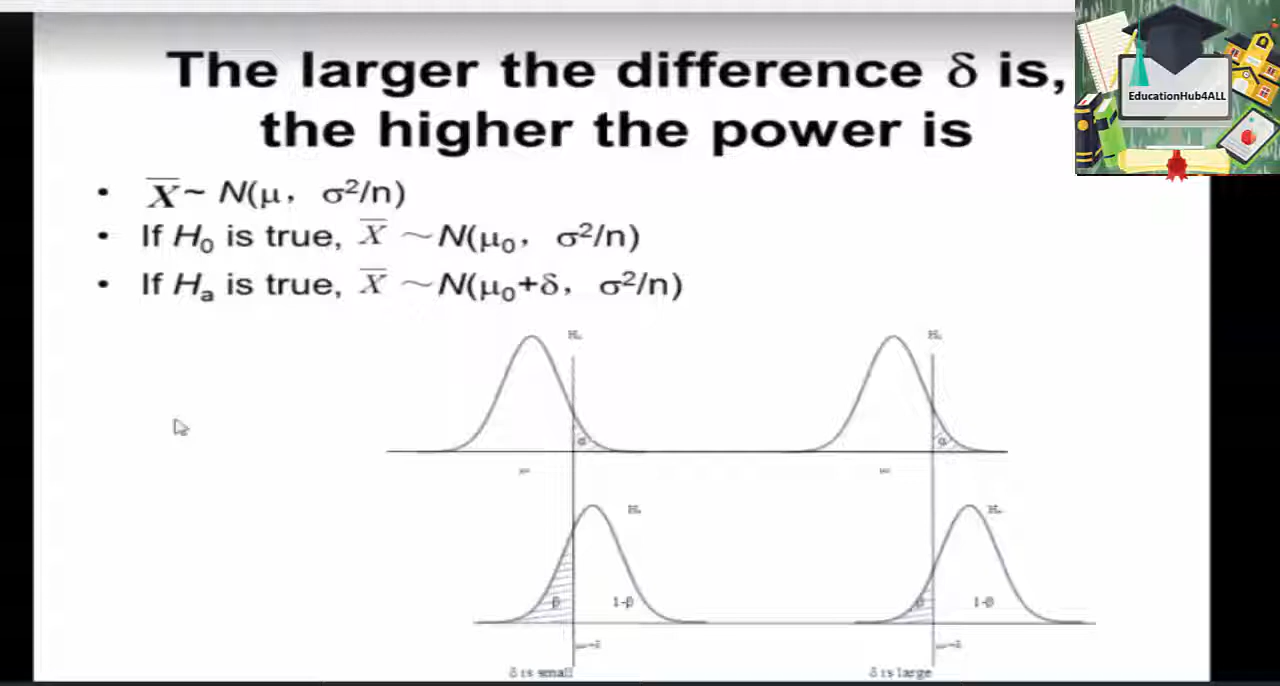 The larger the difference δ is,
the higher the power is
EducationHub4ALL
• X̅ ~ N(μ, σ²/n)
• If H₀ is true, X̅ ~N(μ₀, σ²/n)
• If Hₐ is true, X̅ ~N(μ₀+δ, σ²/n)
α
α
β
1-β
β
1-β
δ is small
δ is large